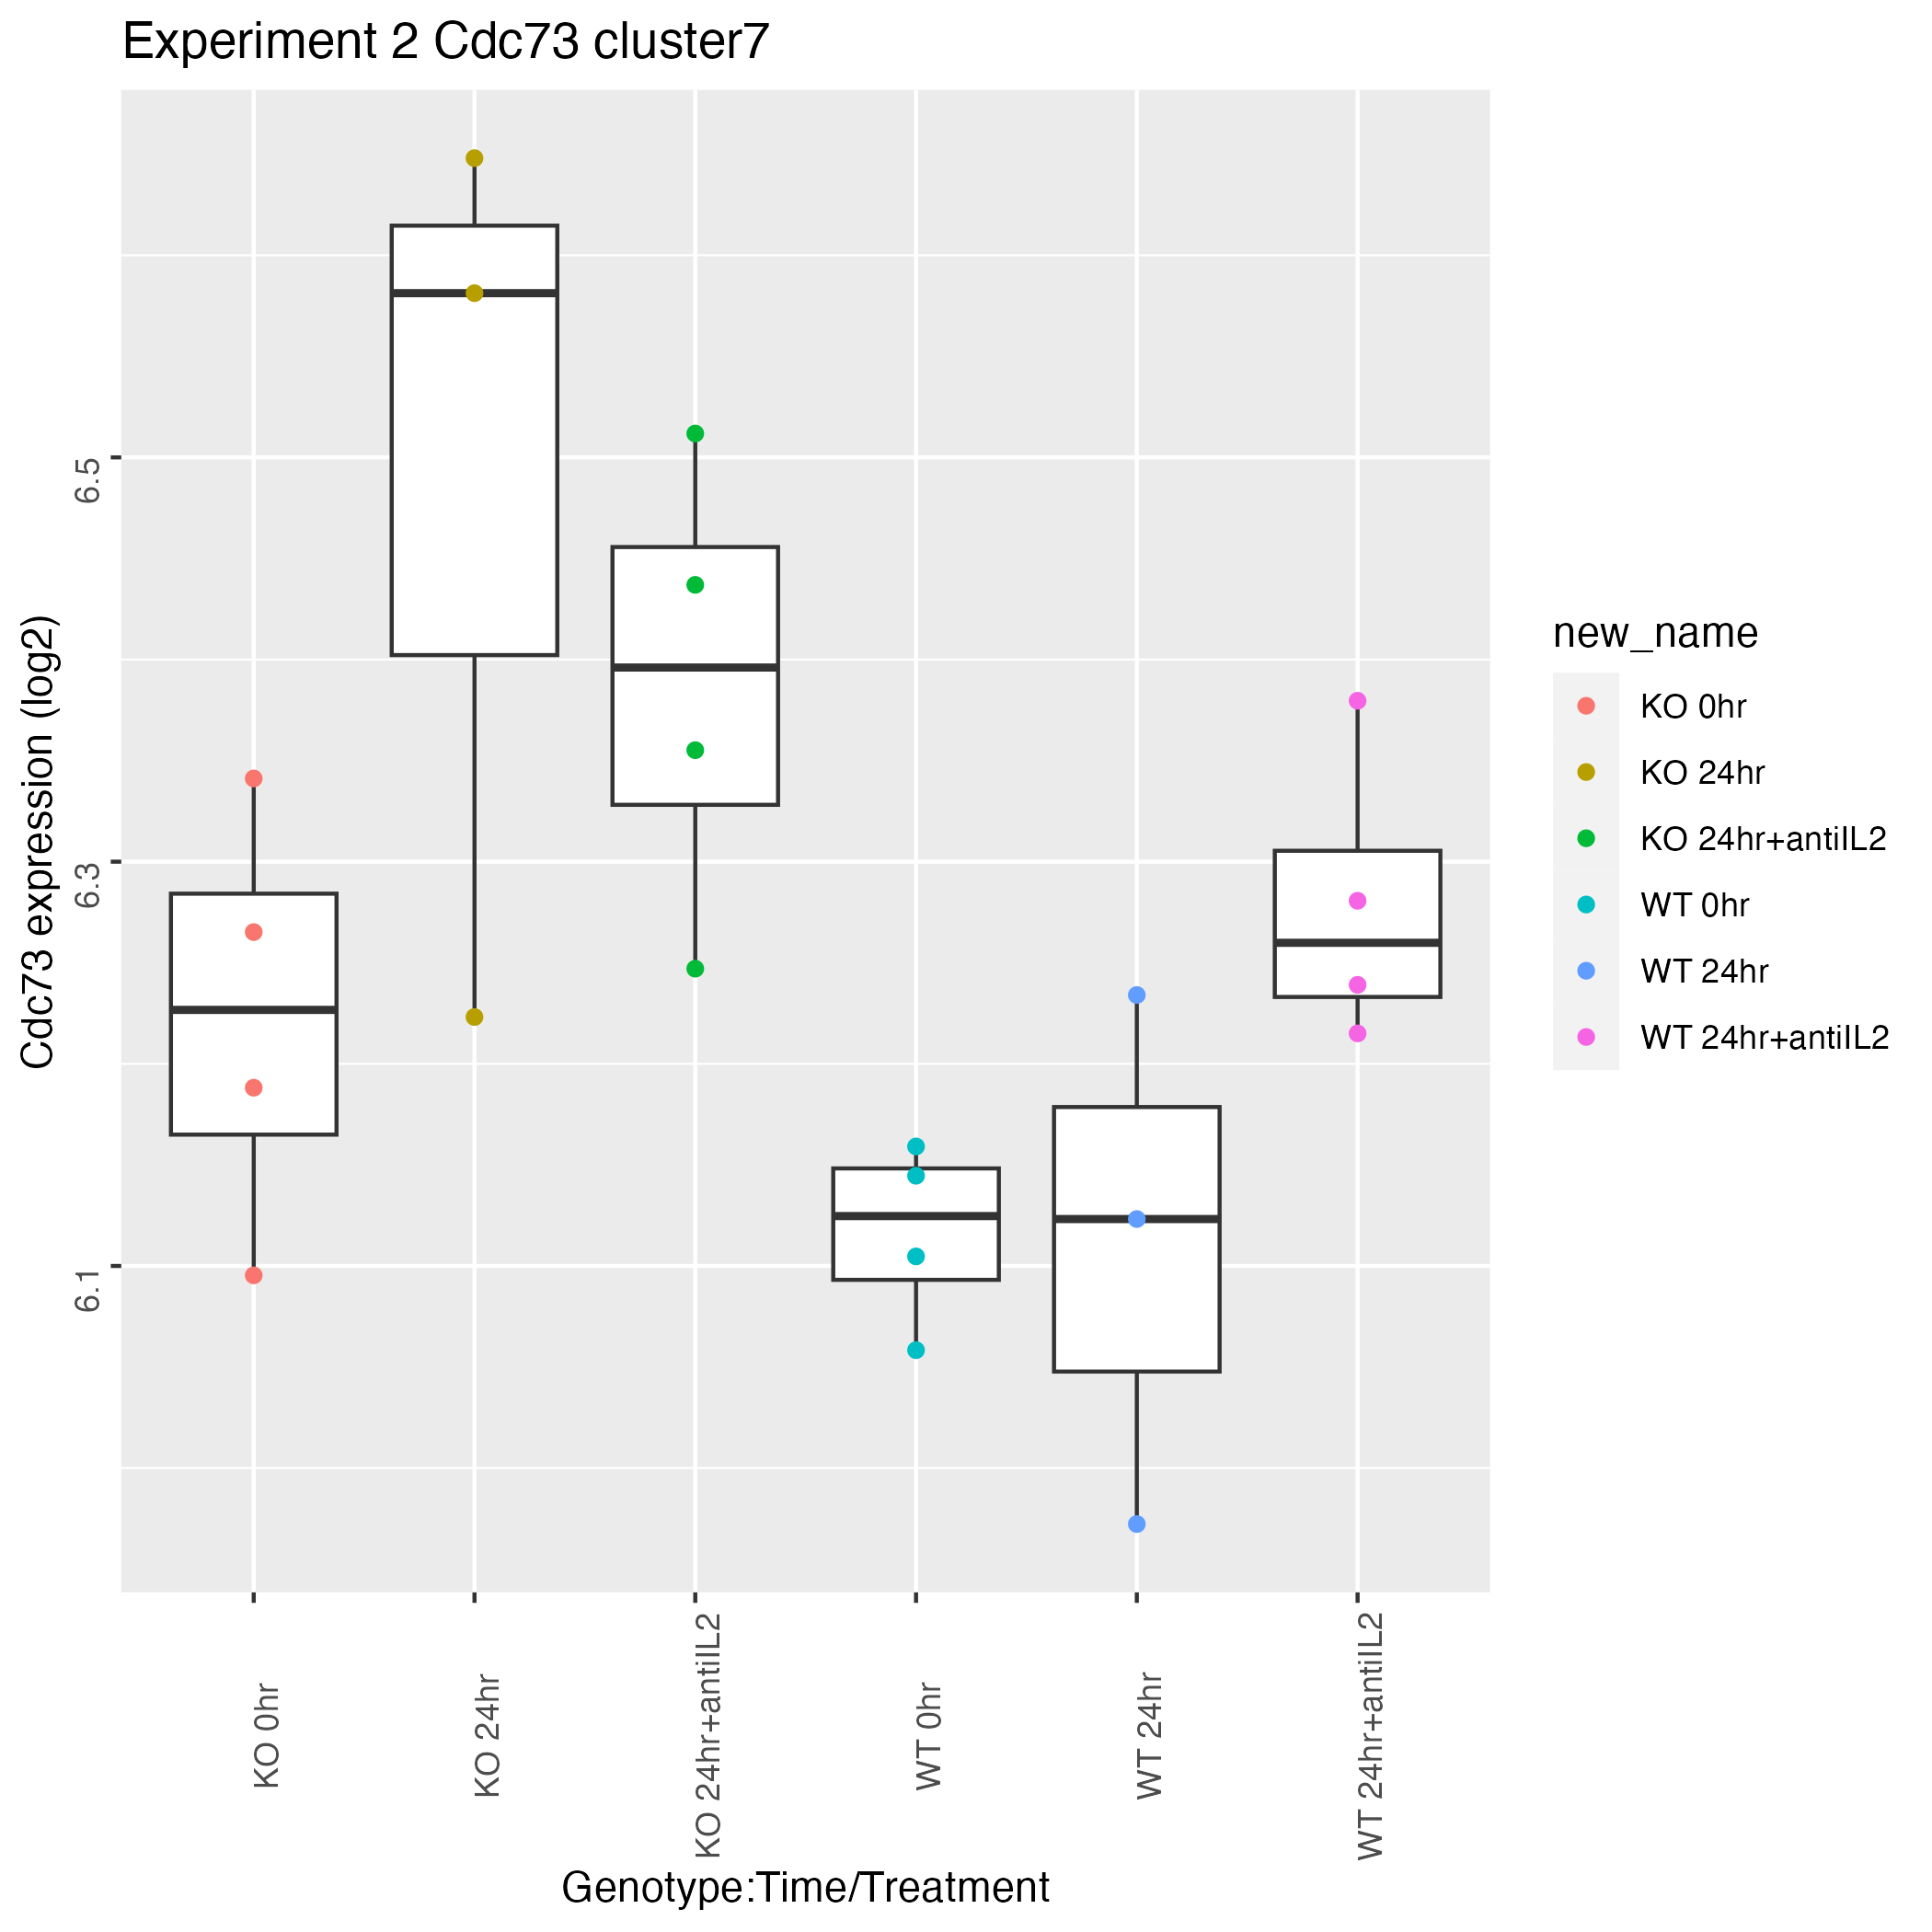 Experiment 2 Cdc73 cluster7
Cdc73 expression (log2)
6.5
6.3
6.1
KO 0hr
KO 24hr
KO 24hr+antiIL2
WT 0hr
WT 24hr
WT 24hr+antiIL2
Genotype:Time/Treatment
new_name
KO 0hr
KO 24hr
KO 24hr+antiIL2
WT 0hr
WT 24hr
WT 24hr+antiIL2